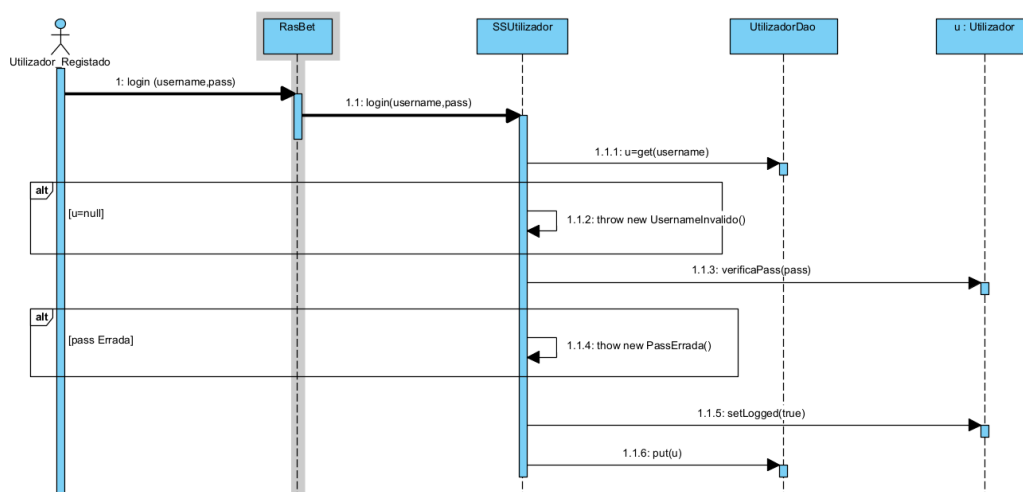 RasBet
SSUtilizador
UtilizadorDao
u : Utilizador
Utilizador_Registado
1: login (username,pass)
1.1: login(username,pass)
1.1.1: u=get(username)
alt
[u=null]
1.1.2: throw new UsernameInvalido()
1.1.3: verificaPass(pass)
alt
[pass Errada]
1.1.4: thow new PassErrada()
1.1.5: setLogged(true)
1.1.6: put(u)